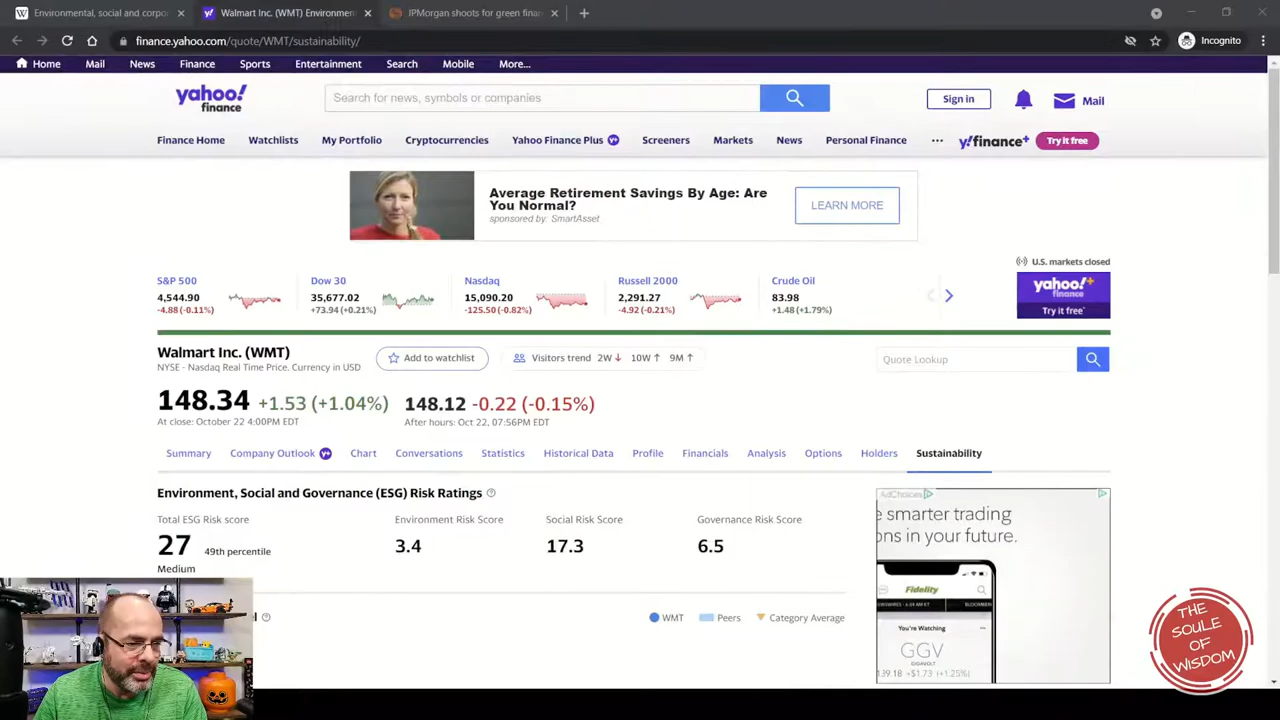 Environmental, social and corpo
Walmart Inc. (WMT) Environmen
JPMorgan shoots for green finan
finance.yahoo.com/quote/WMT/sustainability/
Incognito
Home Mail News Finance Sports Entertainment Search Mobile More...
yahoo!
finance
Search for news, symbols or companies
Sign in
Mail
Finance Home Watchlists My Portfolio Cryptocurrencies Yahoo Finance Plus Screeners Markets News Personal Finance ... y!finance+ Try it free
Average Retirement Savings By Age: Are
You Normal?
sponsored by: SmartAsset
LEARN MORE
U.S. markets closed
S&P 500
4,544.90
-4.88 (-0.11%)
Dow 30
35,677.02
+73.94 (+0.21%)
Nasdaq
15,090.20
-125.50 (-0.82%)
Russell 2000
2,291.27
-4.92 (-0.21%)
Crude Oil
83.98
+1.48 (+1.79%)
yahoo!+
finance
Try it free*
Walmart Inc. (WMT)
NYSE - Nasdaq Real Time Price. Currency in USD
Add to watchlist
Visitors trend 2W ↓ 10W ↑ 9M ↑
Quote Lookup
148.34 +1.53 (+1.04%)
At close: October 22 4:00PM EDT
148.12 -0.22 (-0.15%)
After hours: Oct 22, 07:56PM EDT
Summary Company Outlook Chart Conversations Statistics Historical Data Profile Financials Analysis Options Holders Sustainability
Environment, Social and Governance (ESG) Risk Ratings
Total ESG Risk score
27 49th percentile
Medium
Environment Risk Score
3.4
Social Risk Score
17.3
Governance Risk Score
6.5
WMT Peers Category Average
AdChoices
e smarter trading
ons in your future.
Fidelity
BLOOMBER
You're Watching
GGV
+$1.73 (+1.25%)
THE
SOULE
OF
WISDOM